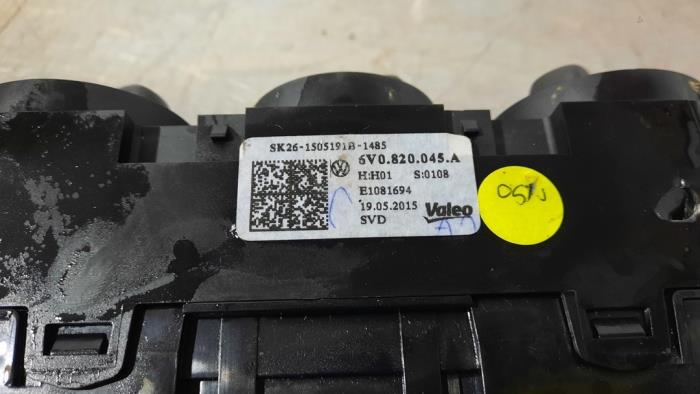 SK26-1505191B-1485
6V0.820.045.A
H:H01 S:0108
E1081694
19.05.2015
SVD Valeo